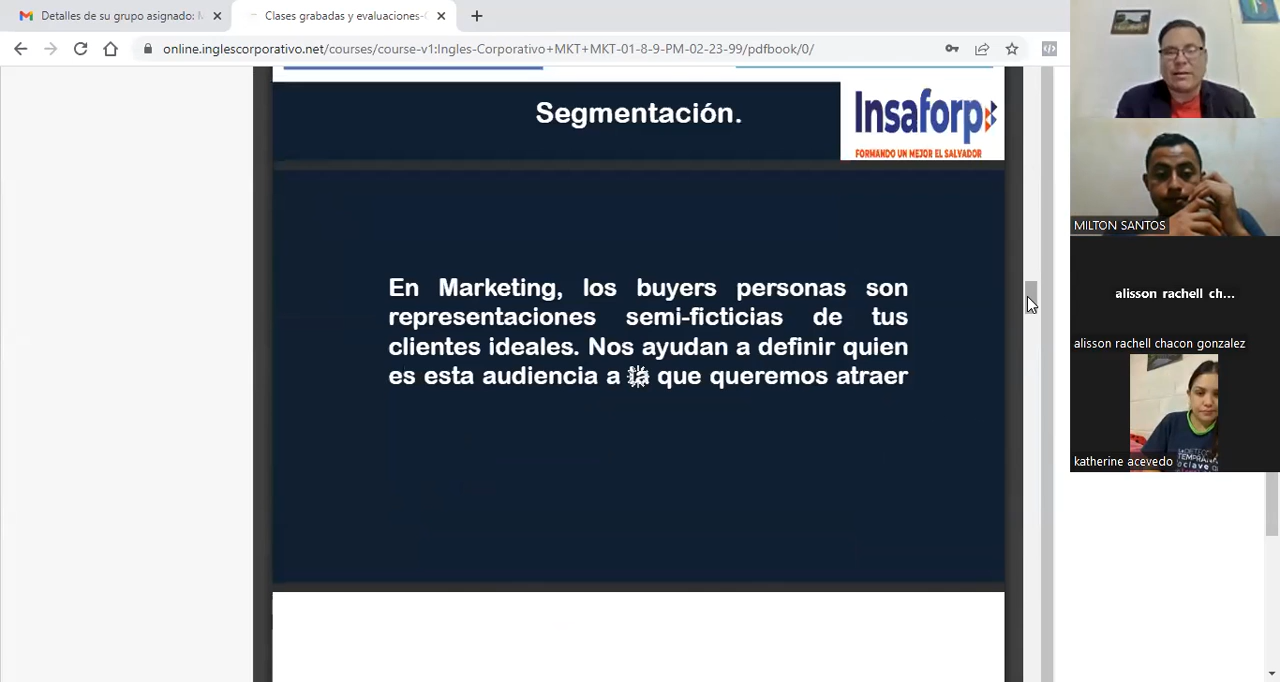 Detalles de su grupo asignado: M
Clases grabadas y evaluaciones-C
online.inglescorporativo.net/courses/course-v1:Ingles-Corporativo+MKT+MKT-01-8-9-PM-02-23-99/pdfbook/0/
Segmentación.
Insaforp
FORMANDO UN MEJOR EL SALVADOR
En Marketing, los buyers personas son
representaciones semi-ficticias de tus
clientes ideales. Nos ayudan a definir quien
es esta audiencia a la que queremos atraer
MILTON SANTOS
alisson rachell ch...
alisson rachell chacon gonzalez
katherine acevedo